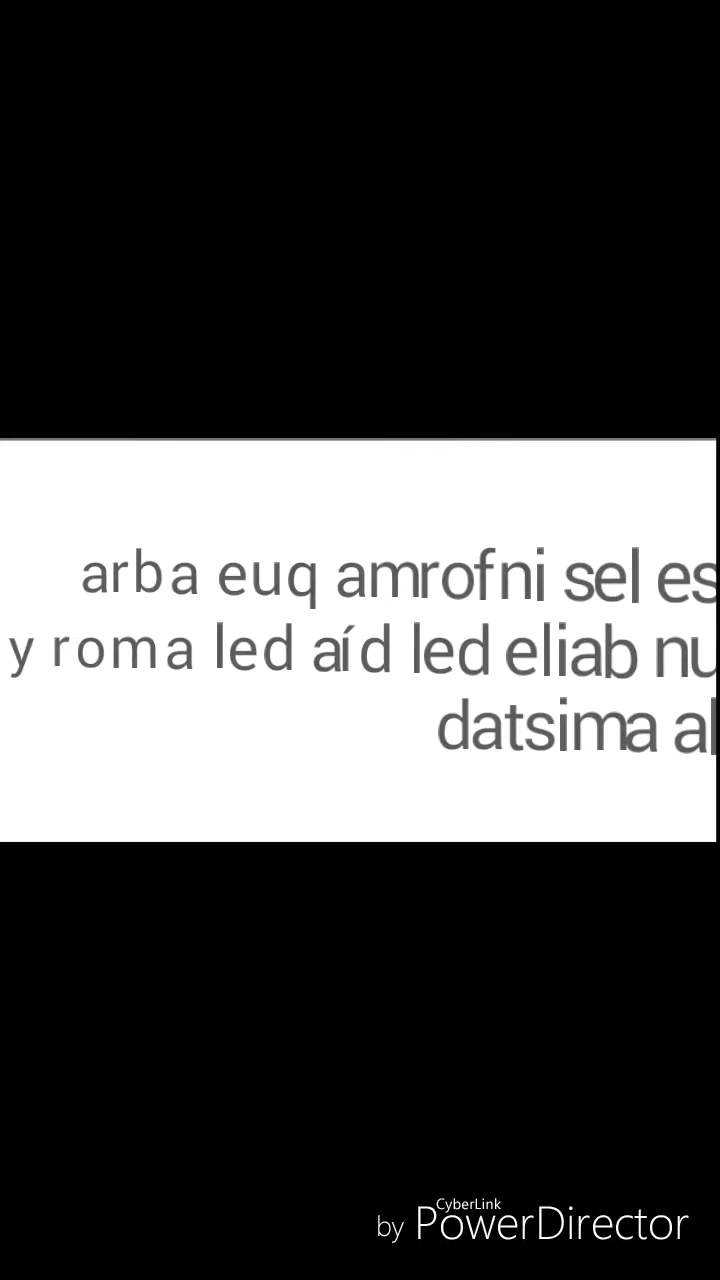 arba euq amrofni sel es
y roma led aíd led eliab nu
datsima al
CyberLink
by PowerDirector